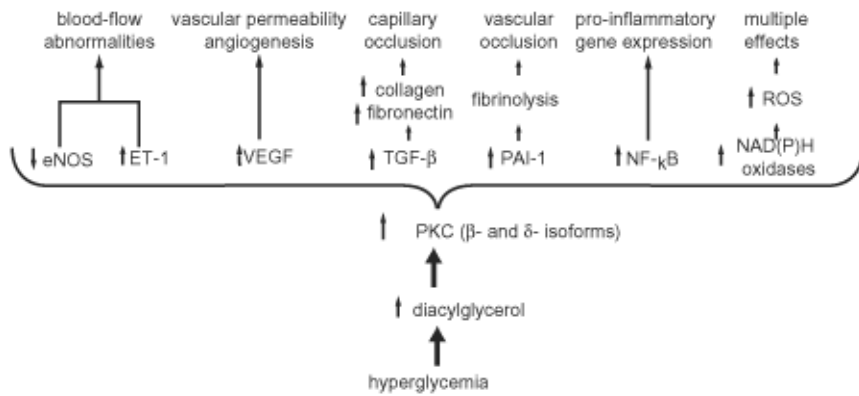 blood-flow vascular permeability capillary vascular pro-inflammatory multiple
abnormalities angiogenesis occlusion occlusion gene expression effects
collagen
fibronectin fibrinolysis ROS
eNOS ET-1 VEGF TGF-β PAI-1 NF-kB NAD(P)H
oxidases
PKC (β- and δ- isoforms)
diacylglycerol
hyperglycemia